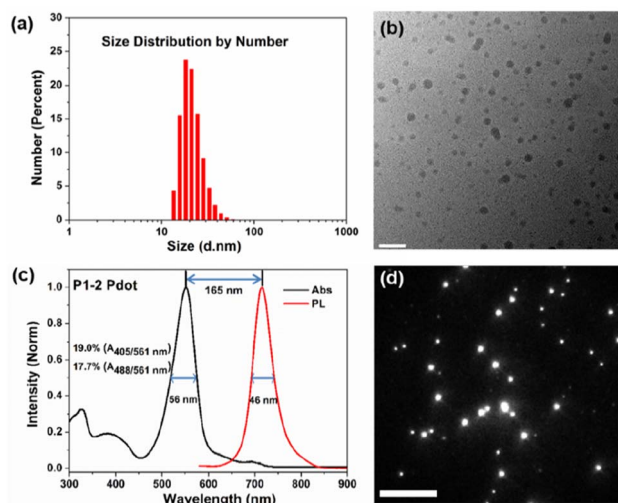 (a)
Size Distribution by Number
Number (Percent)
30
25
20
15
10
5
0
1
10
100
1000
Size (d.nm)
(b)
(c)
P1-2 Pdot
165 nm
Abs
PL
19.0% (A405/561 nm)
17.7% (A488/561 nm)
56 nm
46 nm
Intensity (Norm)
1.0
0.8
0.6
0.4
0.2
0.0
300
400
500
600
700
800
900
Wavelength (nm)
(d)